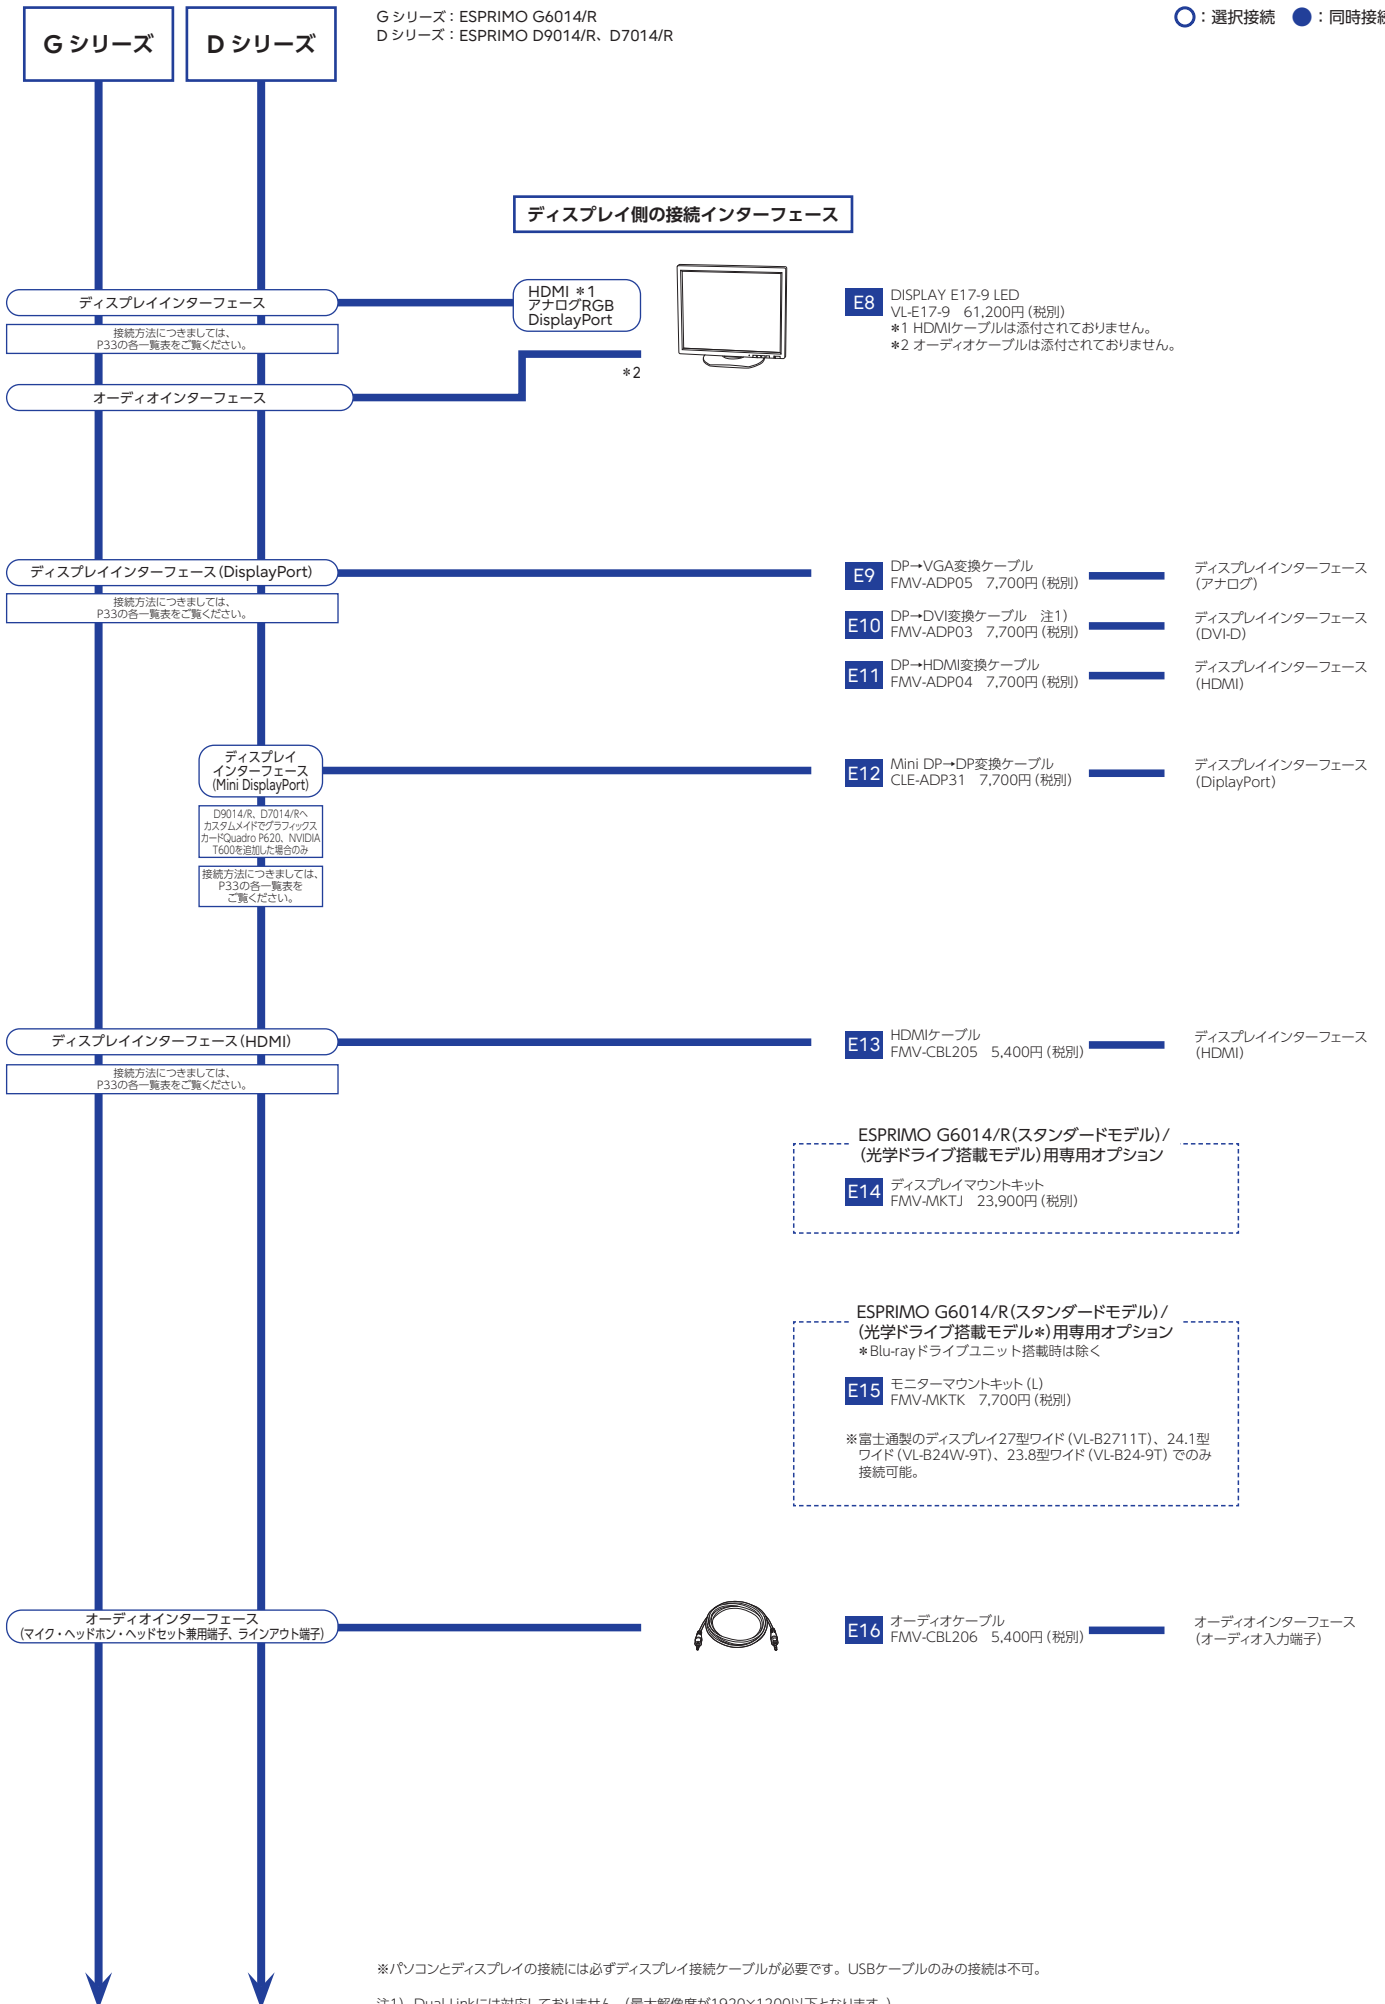 G シリーズ
D シリーズ
G シリーズ：ESPRIMO G6014/R
D シリーズ：ESPRIMO D9014/R、D7014/R
：選択接続　：同時接続
ディスプレイ側の接続インターフェース
ディスプレイインターフェース
接続方法につきましては、
P33の各一覧表をご覧ください。
オーディオインターフェース
HDMI ＊1
アナログRGB
DisplayPort
＊2
E8
DISPLAY E17-9 LED
VL-E17-9　61,200円（税別）
＊1 HDMIケーブルは添付されておりません。
＊2 オーディオケーブルは添付されておりません。
ディスプレイインターフェース（DisplayPort）
接続方法につきましては、
P33の各一覧表をご覧ください。
E9
DP→VGA変換ケーブル
FMV-ADP05　7,700円（税別）
ディスプレイインターフェース
（アナログ）
E10
DP→DVI変換ケーブル　注1）
FMV-ADP03　7,700円（税別）
ディスプレイインターフェース
（DVI-D）
E11
DP→HDMI変換ケーブル
FMV-ADP04　7,700円（税別）
ディスプレイインターフェース
（HDMI）
ディスプレイ
インターフェース
（Mini DisplayPort）
D9014/R、D7014/Rへ
カスタムメイドでグラフィックス
カードQuadro P620、NVIDIA
T600を追加した場合のみ
接続方法につきましては、
P33の各一覧表を
ご覧ください。
E12
Mini DP→DP変換ケーブル
CLE-ADP31　7,700円（税別）
ディスプレイインターフェース
（DiplayPort）
ディスプレイインターフェース（HDMI）
接続方法につきましては、
P33の各一覧表をご覧ください。
E13
HDMIケーブル
FMV-CBL205　5,400円（税別）
ディスプレイインターフェース
（HDMI）
ESPRIMO G6014/R（スタンダードモデル）/
（光学ドライブ搭載モデル）用専用オプション
E14
ディスプレイマウントキット
FMV-MKTJ　23,900円（税別）
ESPRIMO G6014/R（スタンダードモデル）/
（光学ドライブ搭載モデル＊）用専用オプション
＊Blu-rayドライブユニット搭載時は除く
E15
モニターマウントキット（L）
FMV-MKTK　7,700円（税別）
※富士通製のディスプレイ27型ワイド（VL-B2711T）、24.1型
ワイド（VL-B24W-9T）、23.8型ワイド（VL-B24-9T）でのみ
接続可能。
オーディオインターフェース
（マイク・ヘッドホン・ヘッドセット兼用端子、ラインアウト端子）
E16
オーディオケーブル
FMV-CBL206　5,400円（税別）
オーディオインターフェース
（オーディオ入力端子）
※パソコンとディスプレイの接続には必ずディスプレイ接続ケーブルが必要です。USBケーブルのみの接続は不可。
注1）Dual Linkには対応しておりません。（最大解像度が1920×1200以下となります。）